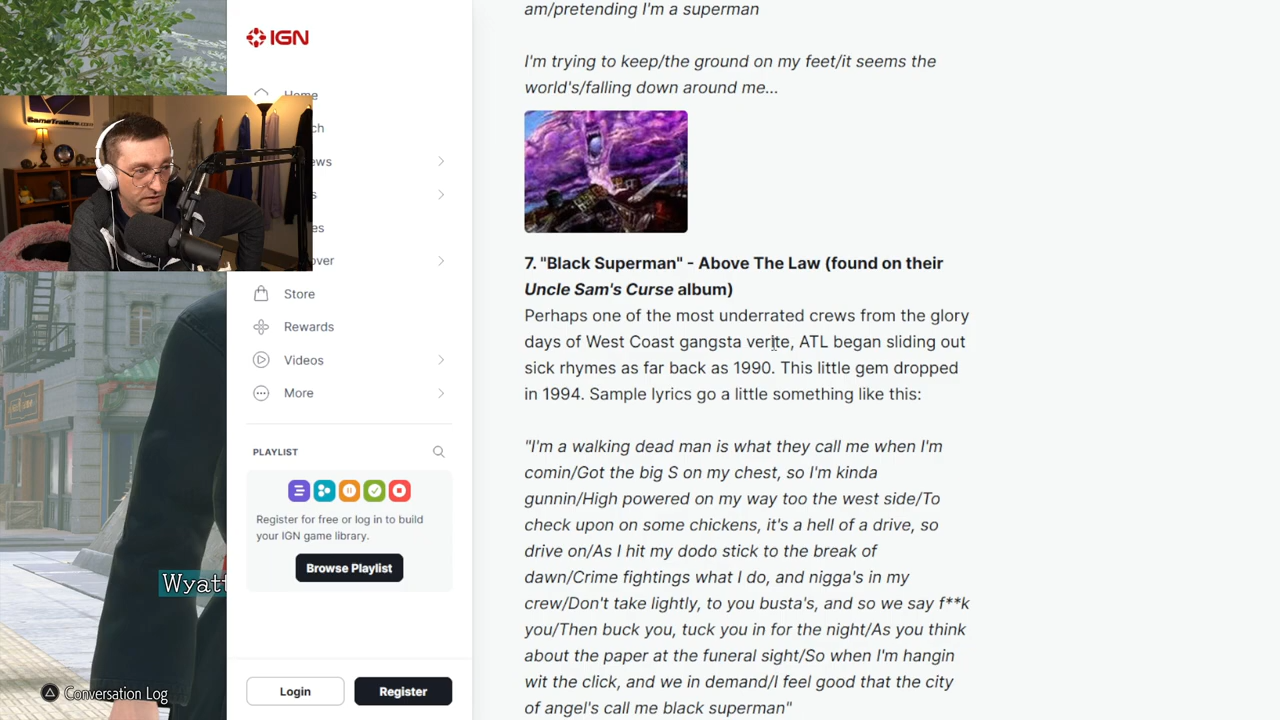 am/pretending I'm a superman
I'm trying to keep/the ground on my feet/it seems the
world's/falling down around me...
7. "Black Superman" - Above The Law (found on their
Uncle Sam's Curse album)
Perhaps one of the most underrated crews from the glory
days of West Coast gangsta verite, ATL began sliding out
sick rhymes as far back as 1990. This little gem dropped
in 1994. Sample lyrics go a little something like this:
"I'm a walking dead man is what they call me when I'm
comin/Got the big S on my chest, so I'm kinda
gunnin/High powered on my way too the west side/To
check upon on some chickens, it's a hell of a drive, so
drive on/As I hit my dodo stick to the break of
dawn/Crime fightings what I do, and nigga's in my
crew/Don't take lightly, to you busta's, and so we say f**k
you/Then buck you, tuck you in for the night/As you think
about the paper at the funeral sight/So when I'm hangin
wit the click, and we in demand/I feel good that the city
of angel's call me black superman"
IGN
Home
ch
ews
s
es
over
Store
Rewards
Videos
More
PLAYLIST
Register for free or log in to build
your IGN game library.
Browse Playlist
Login
Register
GameTrailers.com
Wyatt
Conversation Log